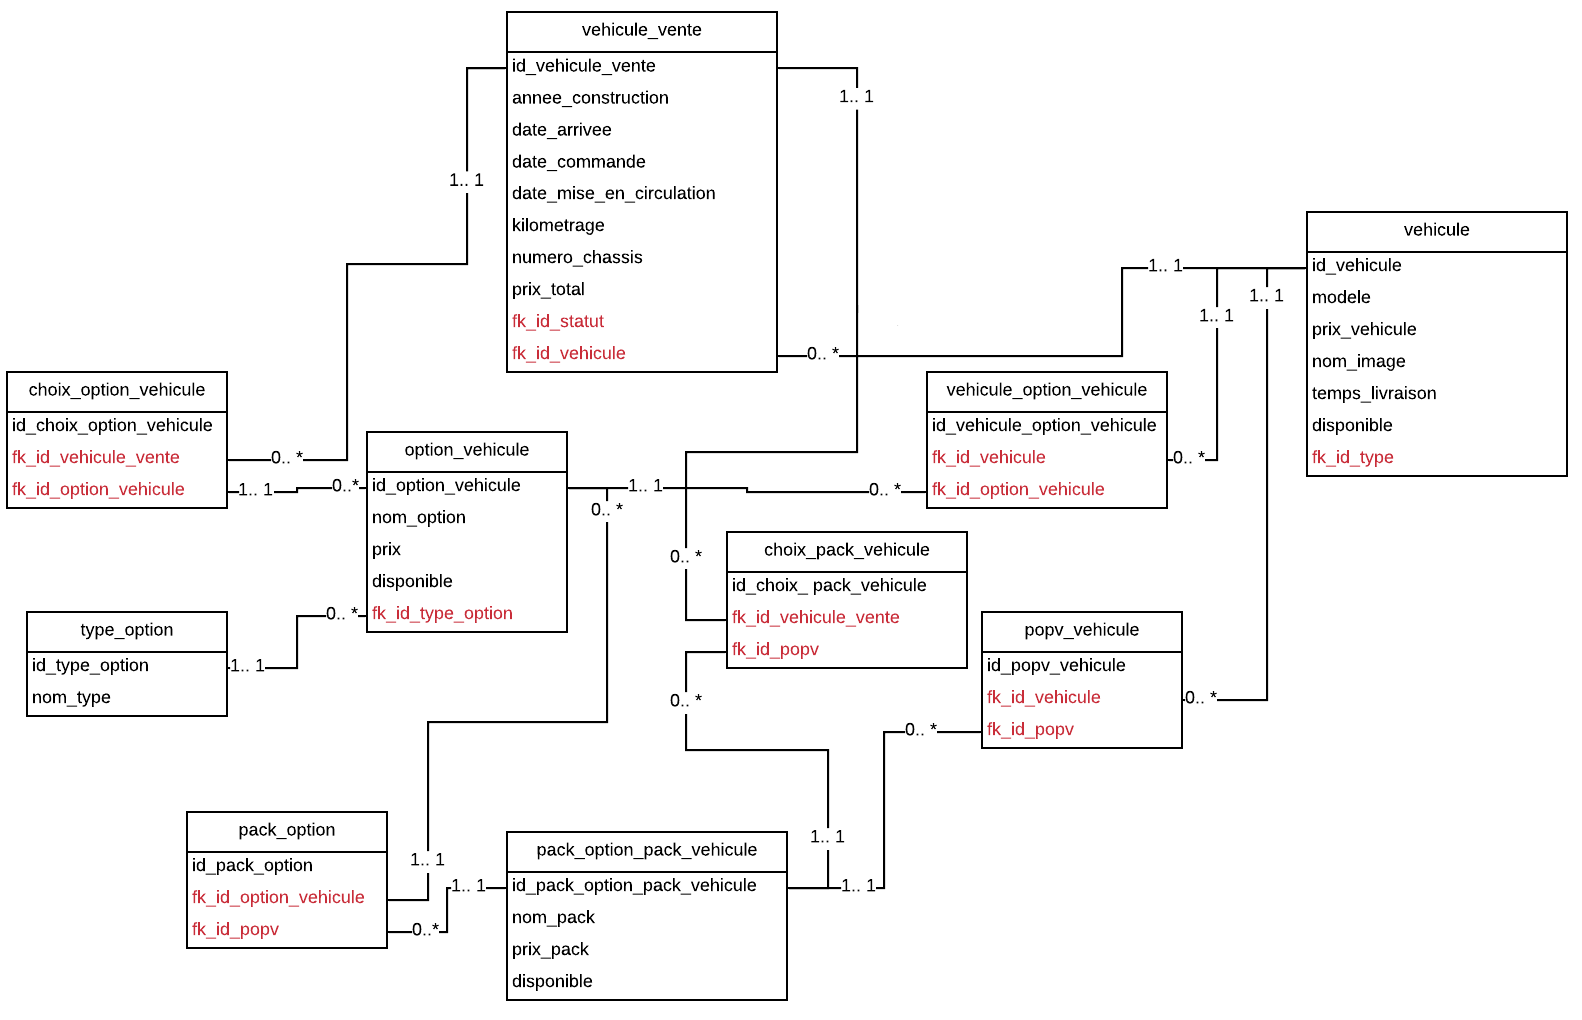 vehicule_vente
id_vehicule_vente
annee_construction
date_arrivee
date_commande
date_mise_en_circulation
kilometrage
numero_chassis
prix_total
fk_id_statut
fk_id_vehicule
1.. 1
1.. 1
0.. *
1.. 1
1.. 1
1.. 1
vehicule
id_vehicule
modele
prix_vehicule
nom_image
temps_livraison
disponible
fk_id_type
choix_option_vehicule
id_choix_option_vehicule
fk_id_vehicule_vente
fk_id_option_vehicule
0.. *
1.. 1
0..*
option_vehicule
id_option_vehicule
nom_option
prix
disponible
fk_id_type_option
1.. 1
0.. *
0.. *
vehicule_option_vehicule
id_vehicule_option_vehicule
fk_id_vehicule
fk_id_option_vehicule
0.. *
0.. *
choix_pack_vehicule
id_choix_ pack_vehicule
fk_id_vehicule_vente
fk_id_popv
0.. *
type_option
id_type_option
nom_type
1.. 1
0.. *
popv_vehicule
id_popv_vehicule
fk_id_vehicule
fk_id_popv
0.. *
0.. *
pack_option
id_pack_option
fk_id_option_vehicule
fk_id_popv
1.. 1
1.. 1
0..*
pack_option_pack_vehicule
id_pack_option_pack_vehicule
nom_pack
prix_pack
disponible
1.. 1
1.. 1